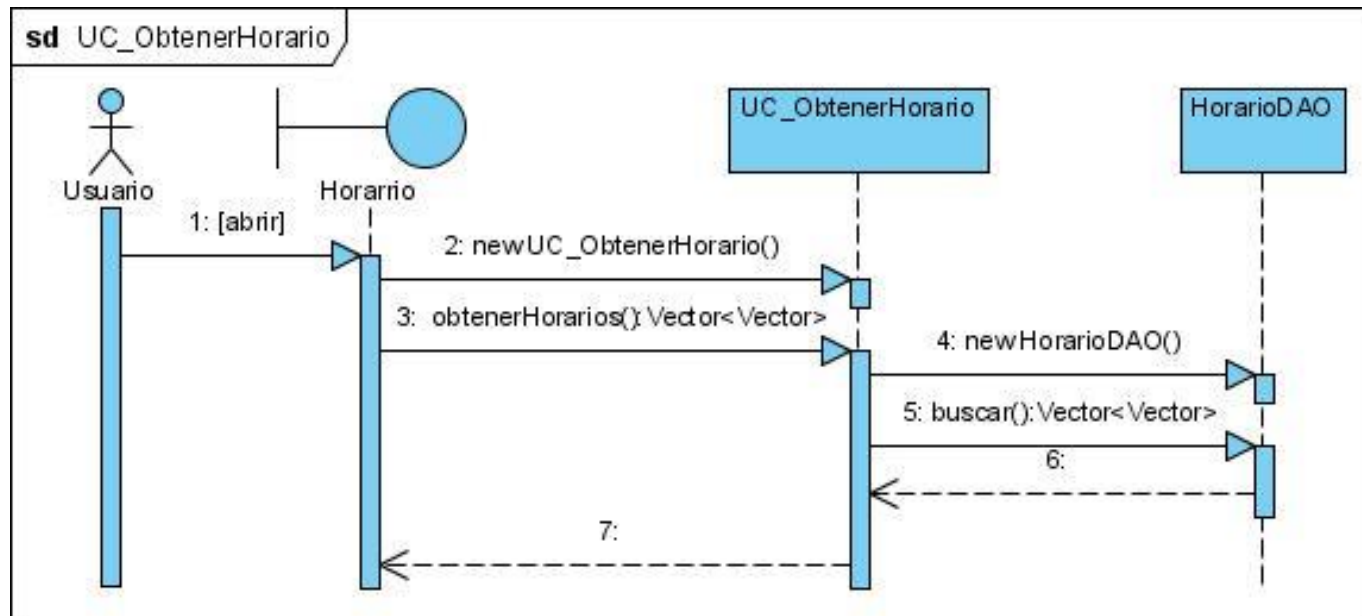 sd UC_ObtenerHorario
UC_ObtenerHorario
HorarioDAO
Usuario
Horarrio
1: [abrir]
2: newUC_ObtenerHorario()
3: obtenerHorarios():Vector<Vector>
4: newHorarioDAO()
5: buscar():Vector<Vector>
6:
7: